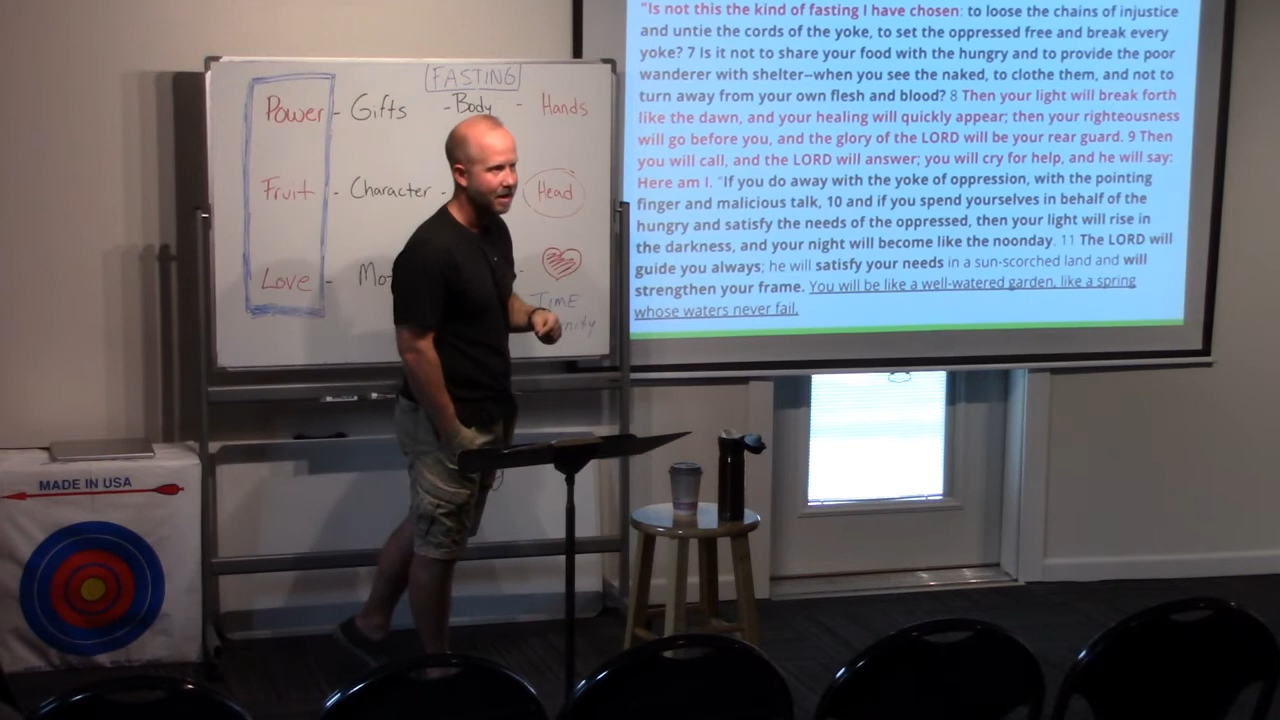 FASTING
Power - Gifts - Body - Hands
Fruit - Character - Head
Love -
TIME
MADE IN USA
"Is not this the kind of fasting I have chosen: to loose the chains of injustice
and untie the cords of the yoke, to set the oppressed free and break every
yoke? 7 Is it not to share your food with the hungry and to provide the poor
wanderer with shelter--when you see the naked, to clothe them, and not to
turn away from your own flesh and blood? 8 Then your light will break forth
like the dawn, and your healing will quickly appear; then your righteousness
will go before you, and the glory of the LORD will be your rear guard. 9 Then
you will call, and the LORD will answer; you will cry for help, and he will say:
Here am I. "If you do away with the yoke of oppression, with the pointing
finger and malicious talk, 10 and if you spend yourselves in behalf of the
hungry and satisfy the needs of the oppressed, then your light will rise in
the darkness, and your night will become like the noonday. 11 The LORD will
guide you always; he will satisfy your needs in a sun-scorched land and will
strengthen your frame. You will be like a well-watered garden, like a spring
whose waters never fail.